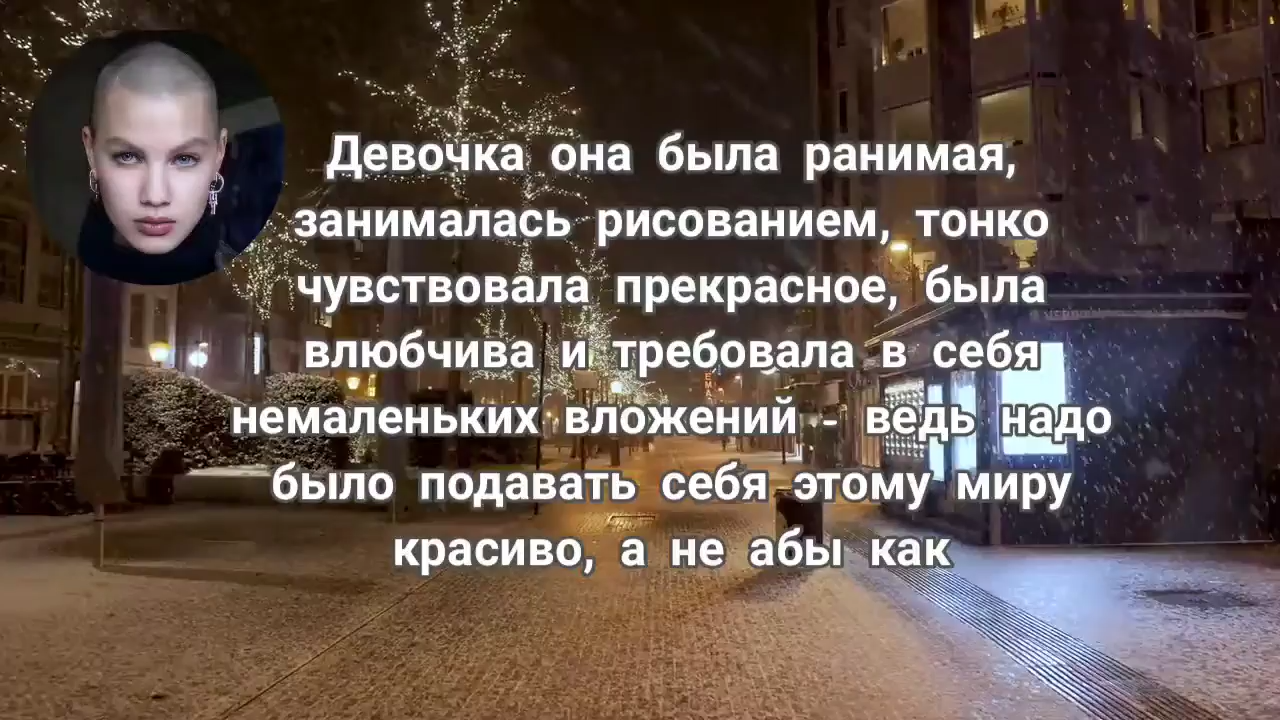 Девочка она была ранимая,
занималась рисованием, тонко
чувствовала прекрасное, была
влюбчива и требовала в себя
немаленьких вложений - ведь надо
было подавать себя этому миру
красиво, а не абы как